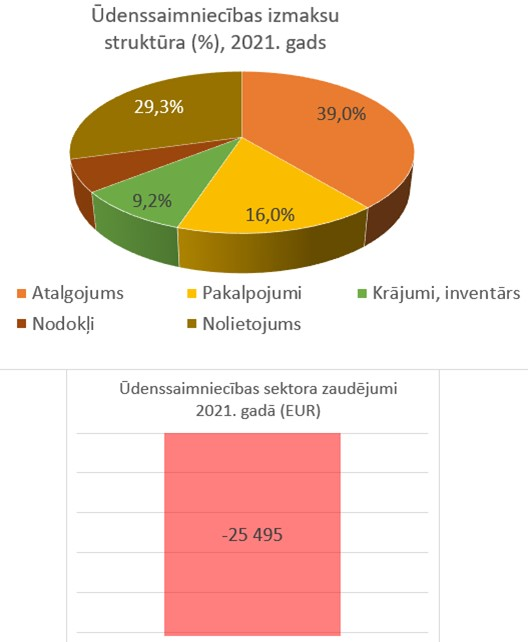 Ūdenssaimniecības izmaksu
struktūra (%), 2021. gads
29,3%
39,0%
9,2%
16,0%
Atalgojums Pakalpojumi Krājumi, inventārs
Nodokļi Nolietojums
Ūdenssaimniecības sektora zaudējumi
2021. gadā (EUR)
-25 495